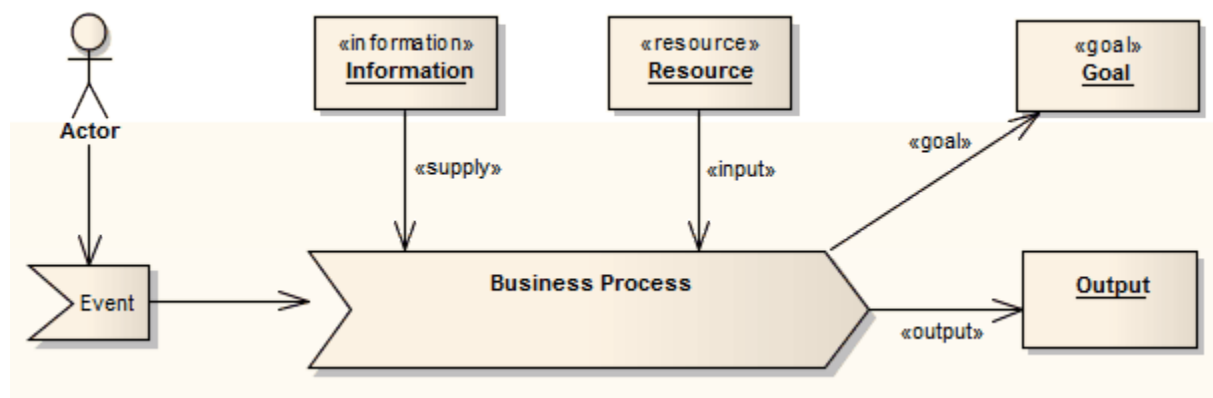 «information»
Information
«resource»
Resource
«goal»
Goal
Actor
«supply»
«input»
«goal»
Event
Business Process
Output
«output»